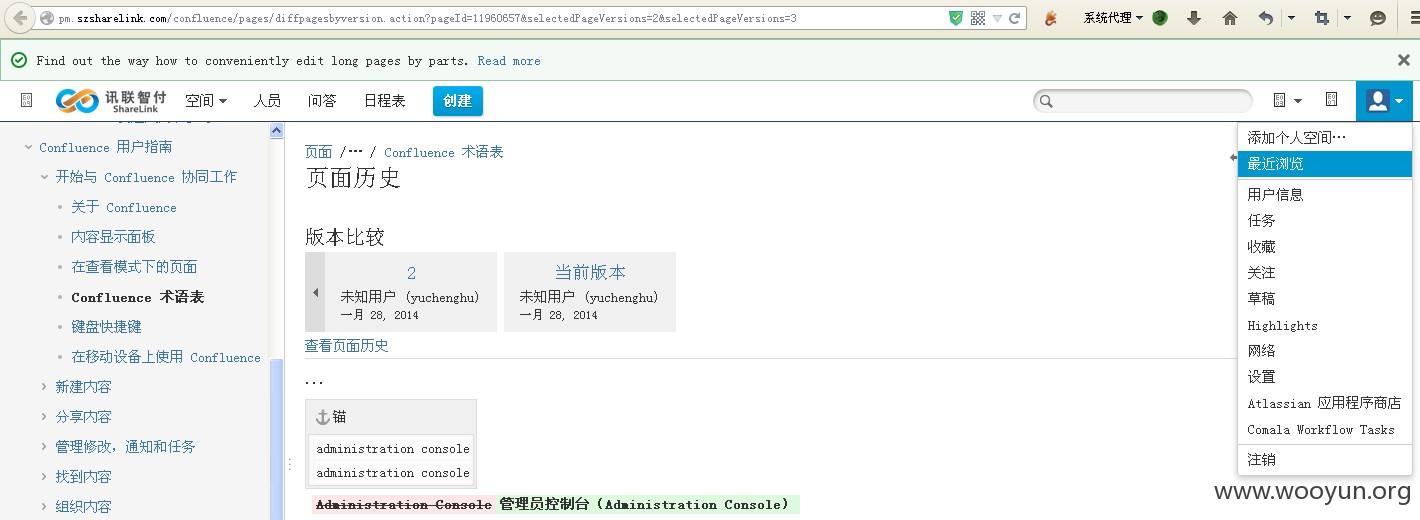 pm.szsharelink.com/confluence/pages/diffpagesbyversion.action?pageId=11960657&selectedPageVersions=2&selectedPageVersions=3
系统代理
Find out the way how to conveniently edit long pages by parts. Read more
讯联智付
ShareLink
空间 人员 问答 日程表 创建
Confluence 用户指南
开始与 Confluence 协同工作
关于 Confluence
内容显示面板
在查看模式下的页面
Confluence 术语表
键盘快捷键
在移动设备上使用 Confluence
新建内容
分享内容
管理修改，通知和任务
找到内容
组织内容
页面 /… / Confluence 术语表
页面历史
版本比较
2
未知用户 (yuchenghu)
一月 28, 2014
当前版本
未知用户 (yuchenghu)
一月 28, 2014
查看页面历史
...
锚
administration console
administration console
Administration Console 管理员控制台（Administration Console）
添加个人空间…
最近浏览
用户信息
任务
收藏
关注
草稿
Highlights
网络
设置
Atlassian 应用程序商店
Comala Workflow Tasks
注销
www.wooyun.org